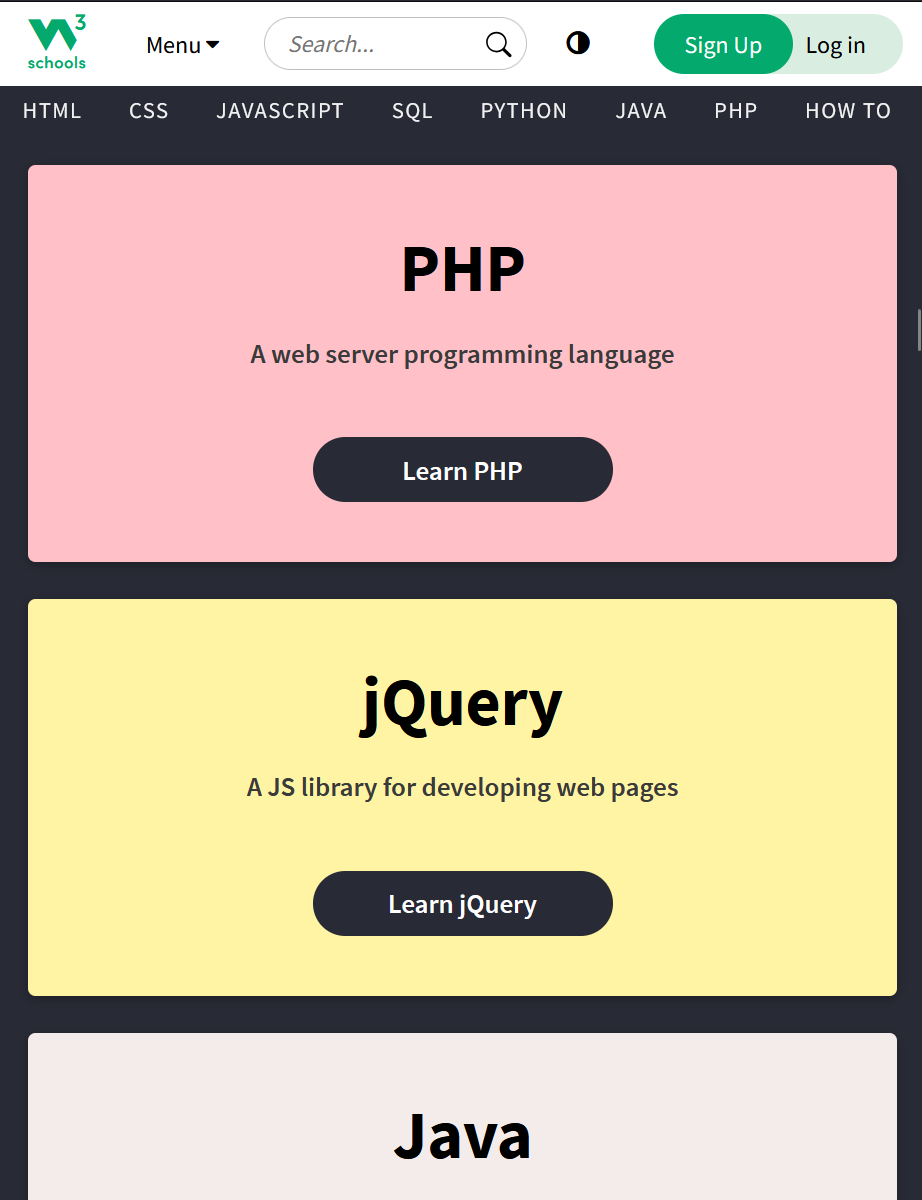 W3
schools
Menu
Search...
Sign Up
Log in
HTML CSS JAVASCRIPT SQL PYTHON JAVA PHP HOW TO
PHP
A web server programming language
Learn PHP
jQuery
A JS library for developing web pages
Learn jQuery
Java